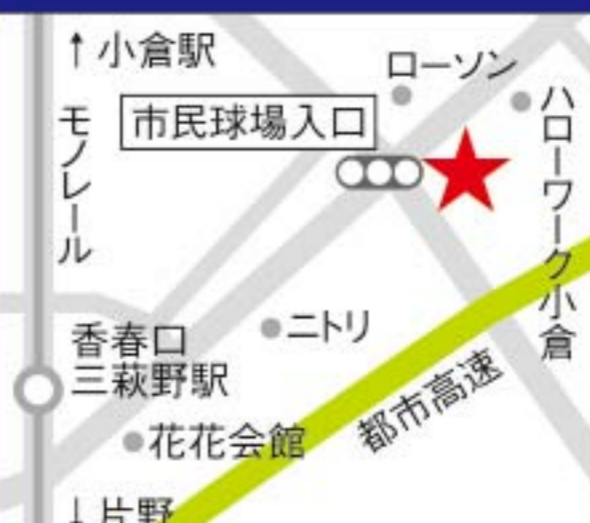 ↑小倉駅
モノレール
市民球場入口
ローソン
ハローワーク小倉
ニトリ
香春口
三萩野駅
花花会館
都市高速
↓片野